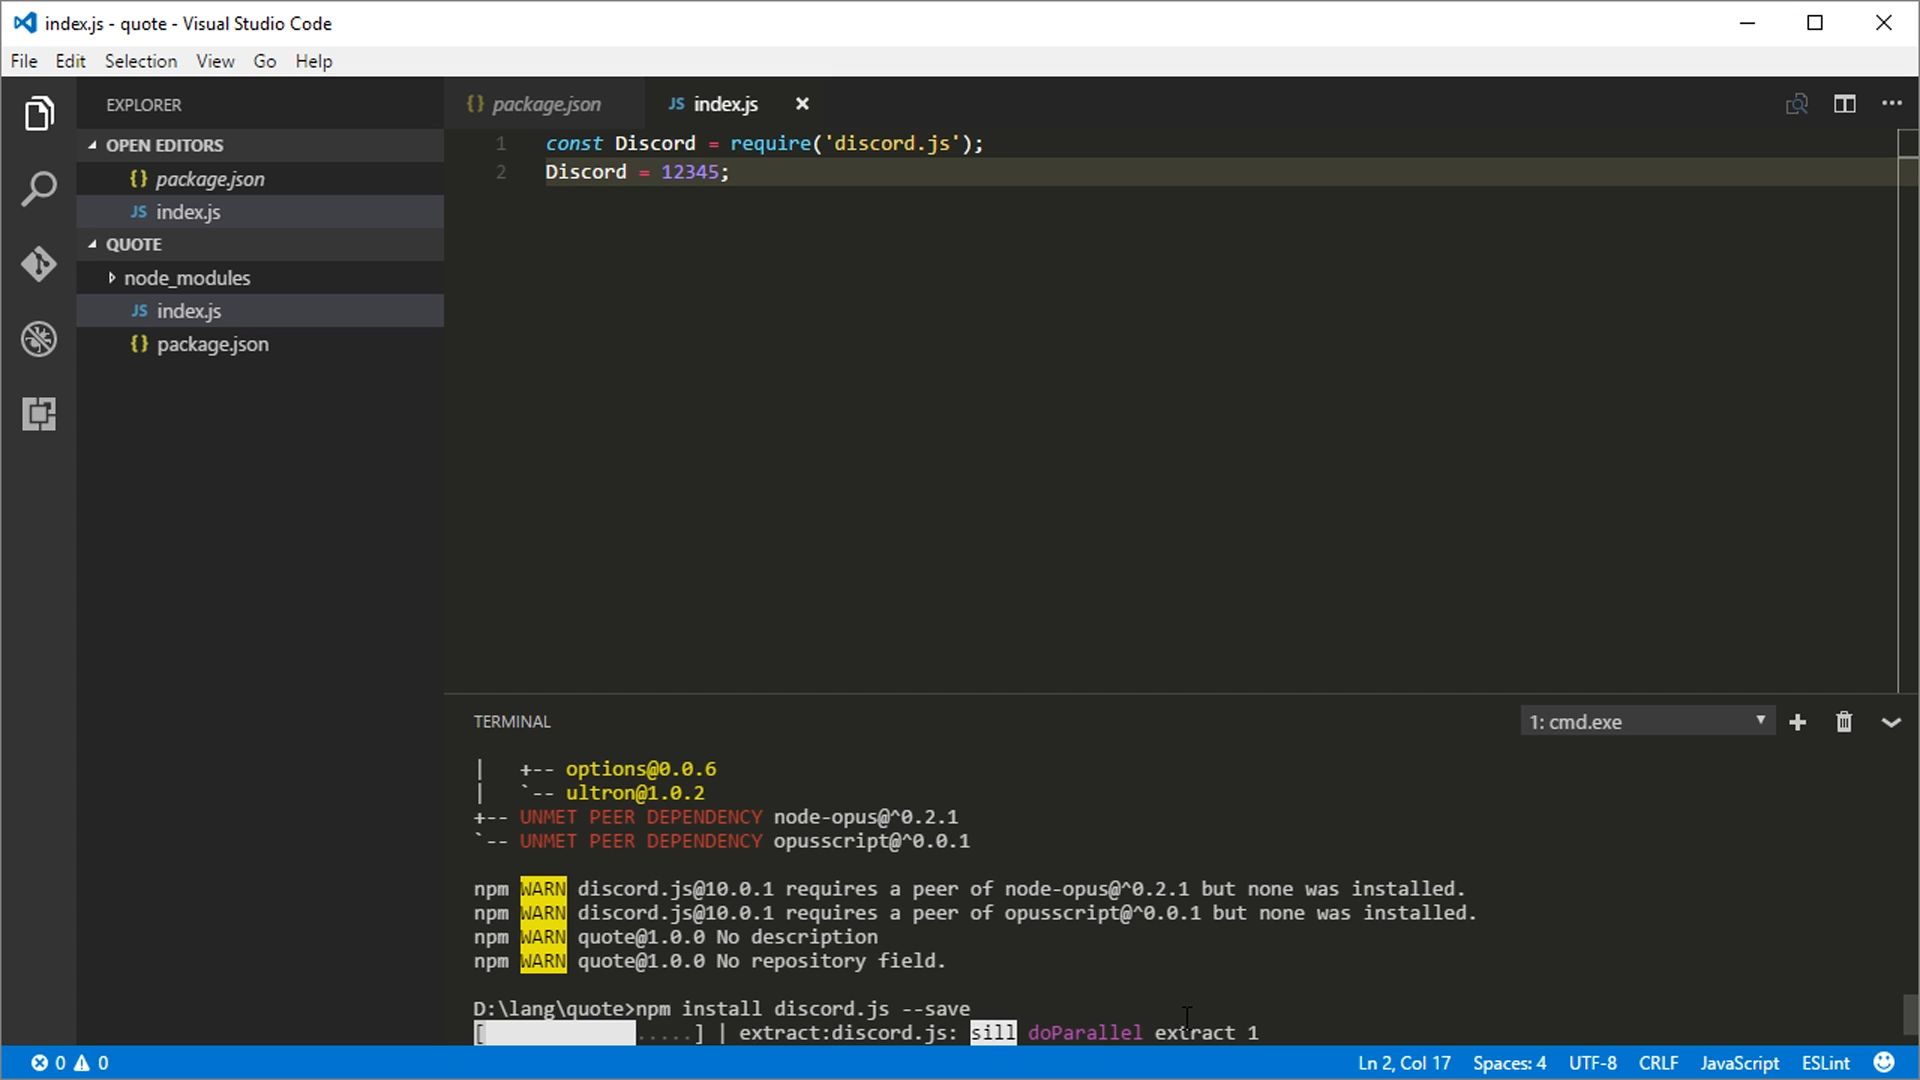 index.js - quote - Visual Studio Code
File Edit Selection View Go Help
EXPLORER
OPEN EDITORS
{} package.json
JS index.js
QUOTE
node_modules
JS index.js
{} package.json
{} package.json
JS index.js
1 const Discord = require('discord.js');
2 Discord = 12345;
TERMINAL
1: cmd.exe
| +-- options@0.0.6
| `-- ultron@1.0.2
+-- UNMET PEER DEPENDENCY node-opus@^0.2.1
`-- UNMET PEER DEPENDENCY opusscript@^0.0.1
npm WARN discord.js@10.0.1 requires a peer of node-opus@^0.2.1 but none was installed.
npm WARN discord.js@10.0.1 requires a peer of opusscript@^0.0.1 but none was installed.
npm WARN quote@1.0.0 No description
npm WARN quote@1.0.0 No repository field.
D:\lang\quote>npm install discord.js --save
[ .....] | extract:discord.js: sill doParallel extract 1
0 0 Ln 2, Col 17 Spaces: 4 UTF-8 CRLF JavaScript ESLint